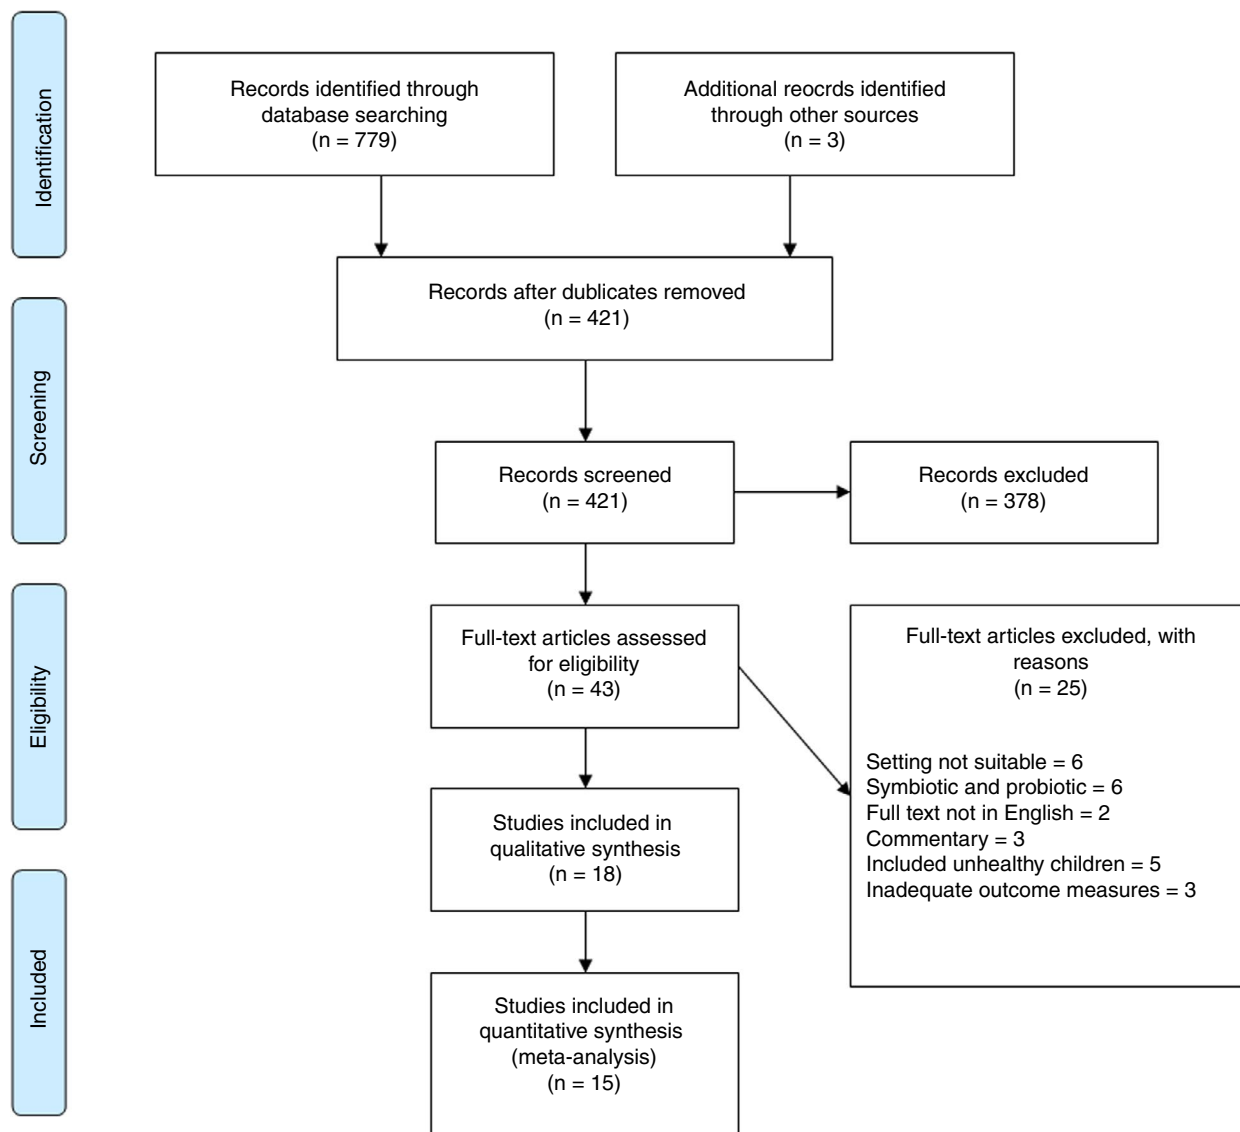 Identification
Records identified through
database searching
(n = 779)
Additional reocrds identified
through other sources
(n = 3)
Records after dublicates removed
(n = 421)
Screening
Records screened
(n = 421)
Records excluded
(n = 378)
Eligibility
Full-text articles assessed
for eligibility
(n = 43)
Full-text articles excluded, with
reasons
(n = 25)
Setting not suitable = 6
Symbiotic and probiotic = 6
Full text not in English = 2
Commentary = 3
Included unhealthy children = 5
Inadequate outcome measures = 3
Studies included in
qualitative synthesis
(n = 18)
Included
Studies included in
quantitative synthesis
(meta-analysis)
(n = 15)